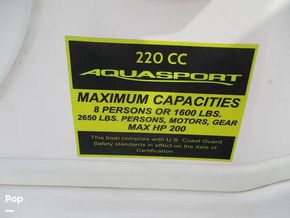 220 CC
AQUASPORT
MAXIMUM CAPACITIES
8 PERSONS OR 1600 LBS.
2650 LBS. PERSONS, MOTORS, GEAR
MAX HP 200
This boat complies with U.S. Coast Guard
Safety standards in effect on the date of
Certification.
Pop